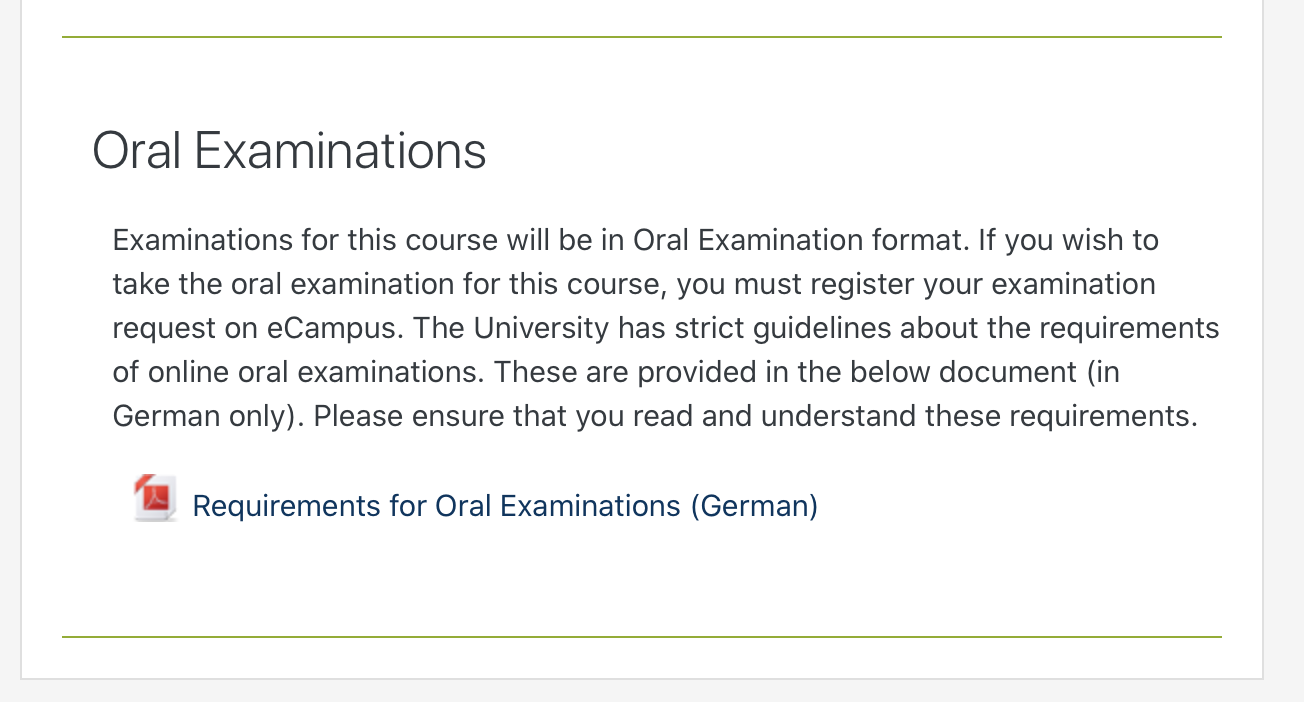 Oral Examinations
Examinations for this course will be in Oral Examination format. If you wish to
take the oral examination for this course, you must register your examination
request on eCampus. The University has strict guidelines about the requirements
of online oral examinations. These are provided in the below document (in
German only). Please ensure that you read and understand these requirements.
Requirements for Oral Examinations (German)